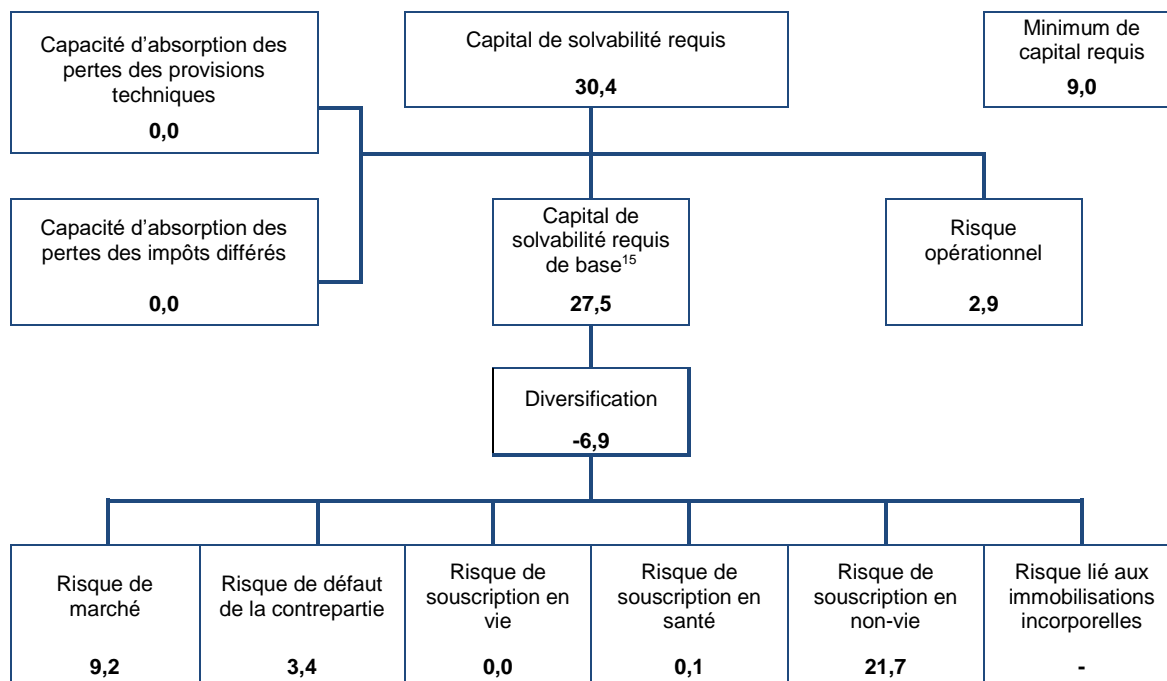 Capacité d’absorption des
pertes des provisions
techniques
0,0
Capital de solvabilité requis
30,4
Minimum de
capital requis
9,0
Capacité d’absorption des
pertes des impôts différés
0,0
Capital de
solvabilité requis
de base15
27,5
Risque
opérationnel
2,9
Diversification
-6,9
Risque de
marché
9,2
Risque de défaut
de la contrepartie
3,4
Risque de
souscription en
vie
0,0
Risque de
souscription en
santé
0,1
Risque de
souscription en
non-vie
21,7
Risque lié aux
immobilisations
incorporelles
-